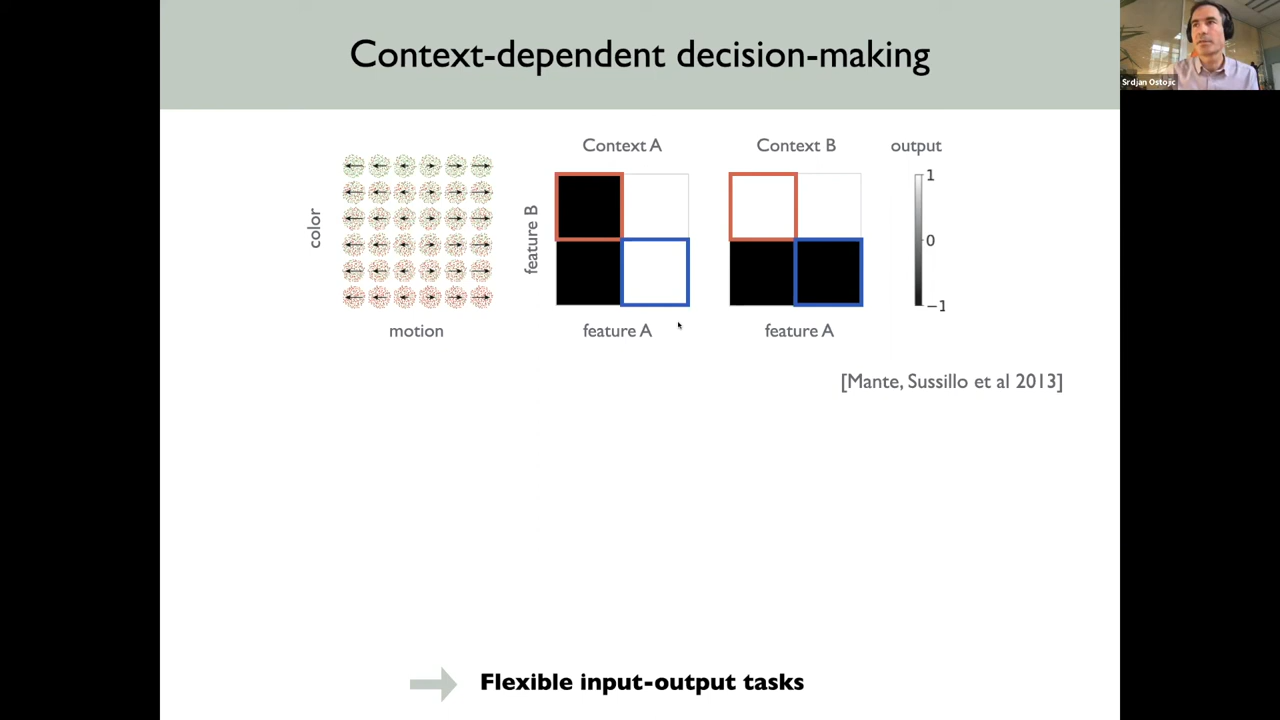 Context-dependent decision-making
Srdjan Ostojic
Context A
Context B
output
color
feature B
1
0
−1
motion
feature A
feature A
[Mante, Sussillo et al 2013]
Flexible input-output tasks